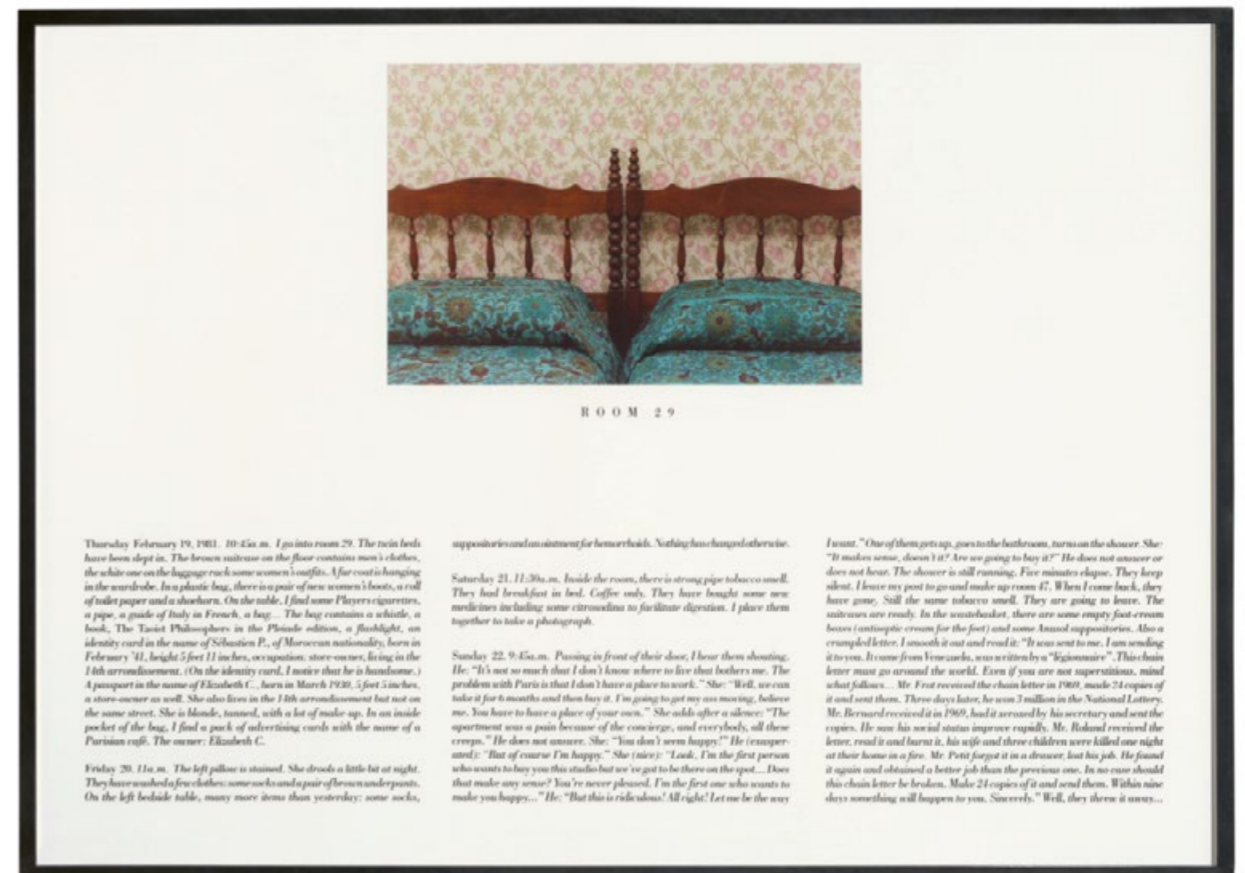 ROOM 29
Thursday February 19, 1981. 10:45a.m. I go into room 29. The twin beds
have been slept in. The brown suitcase on the floor contains men's clothes,
the white one on the luggage rack some women's outfits. A fur coat is hanging
in the wardrobe. In a plastic bag, there is a pair of new women's boots, a roll
of toilet paper and a shoehorn. On the table, I find some Players cigarettes,
a pipe, a guide of Italy in French, a bag... The bag contains a whistle, a
book, The Taoist Philosophers in the Pleiade edition, a flashlight, an
identity card in the name of Sébastien P., of Moroccan nationality, born in
February '41, height 5 feet 11 inches, occupation: store-owner, living in the
14th arrondissement. (On the identity card, I notice that he is handsome.)
A passport in the name of Elizabeth C., born in March 1930, 5 feet 5 inches,
a store-owner as well. She also lives in the 14th arrondissement but not on
the same street. She is blonde, tanned, with a lot of make-up. In an inside
pocket of the bag, I find a pack of advertising cards with the name of a
Parisian café. The owner: Elizabeth C.
Friday 20. 11a.m. The left pillow is stained. She drools a little bit at night.
They have washed a few clothes: some socks and a pair of brown underpants.
On the left bedside table, many more items than yesterday: some socks,
suppositories and an ointment for hemorrhoids. Nothing has changed otherwise.
Saturday 21. 11:30a.m. Inside the room, there is strong pipe tobacco smell.
They had breakfast in bed. Coffee only. They have bought some new
medicines including some citrosodina to facilitate digestion. I place them
together to take a photograph.
Sunday 22. 9:45a.m. Passing in front of their door, I hear them shouting.
He: "It's not so much that I don't know where to live that bothers me. The
problem with Paris is that I don't have a place to work." She: "Well, we can
take it for 6 months and then buy it. I'm going to get my ass moving, believe
me. You have to have a place of your own." She adds after a silence: "The
apartment was a pain because of the concierge, and everybody, all these
creeps." He does not answer. She: "You don't seem happy!" He (exasper-
ated): "But of course I'm happy." She (nice): "Look, I'm the first person
who wants to buy you this studio but we've got to be there on the spot... Does
that make any sense? You're never pleased. I'm the first one who wants to
make you happy..." He: "But this is ridiculous! All right! Let me be the way
I want." One of them gets up, goes to the bathroom, turns on the shower. She:
"It makes sense, doesn't it? Are we going to buy it?" He does not answer or
does not hear. The shower is still running. Five minutes elapse. They keep
silent. I leave my post to go and make up room 47. When I come back, they
have gone. Still the same tobacco smell. They are going to leave. The
suitcases are ready. In the wastebasket, there are some empty foot cream
boxes (antiseptic cream for the feet) and some Anusol suppositories. Also a
crumpled letter. I smooth it out and read it: "It was sent to me. I am sending
it to you. It came from Venezuela, was written by a "légionnaire". This chain
letter must go around the world. Even if you are not superstitious, mind
what follows... Mr. Frot received the chain letter in 1969, made 24 copies of
it and sent them. Three days later, he won 3 million in the National Lottery.
Mr. Bernard received it in 1969, had it xeroxed by his secretary and sent the
copies. He saw his social status improve rapidly. Mr. Roland received the
letter, read it and burnt it, his wife and three children were killed one night
at their home in a fire. Mr. Petit forgot it in a drawer, lost his job. He found
it again and obtained a better job than the previous one. In no case should
this chain letter be broken. Make 24 copies of it and send them. Within nine
days something will happen to you. Sincerely." Well, they threw it away...